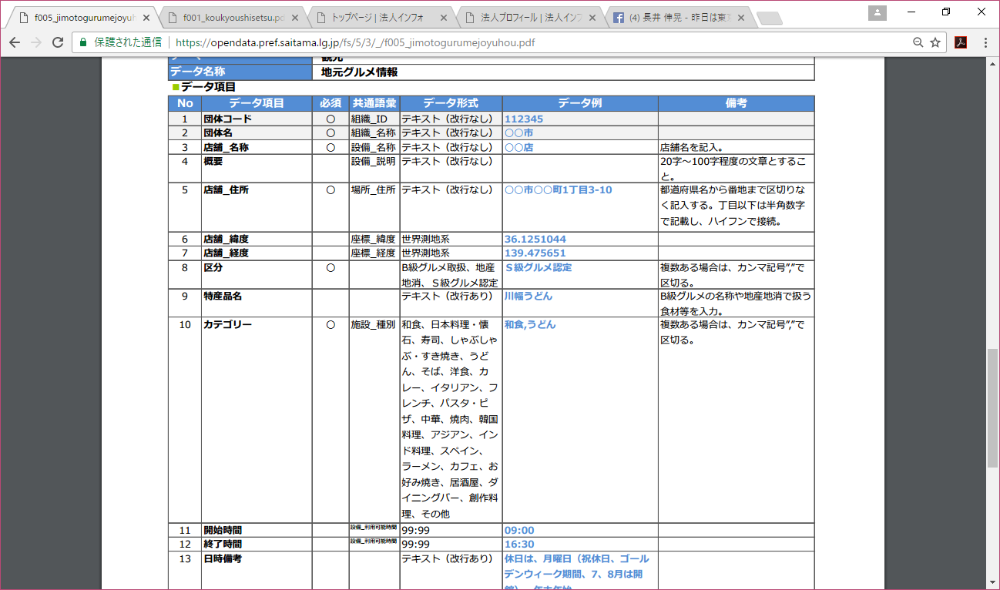 f005_jimotogurumejoyuh
f001_koukyoushisetsu.pd
トップページ | 法人インフォ
法人プロフィール | 法人インフ
(4) 長井 伸晃 - 昨日は東
保護された通信 https://opendata.pref.saitama.lg.jp/fs/5/3/_/f005_jimotogurumejoyuhou.pdf
テーマ 観光
データ名称 地元グルメ情報
■データ項目
No データ項目 必須 共通語彙 データ形式 データ例 備考
1 団体コード ○ 組織_ID テキスト（改行なし） 112345
2 団体名 ○ 組織_名称 テキスト（改行なし） ○○市
3 店舗_名称 ○ 設備_名称 テキスト（改行なし） ○○店 店舗名を記入。
4 概要 設備_説明 テキスト（改行なし） 20字～100字程度の文章とするこ
と。
5 店舗_住所 ○ 場所_住所 テキスト（改行なし） ○○市○○町1丁目3-10 都道府県名から番地まで区切りな
く記入する。丁目以下は半角数字
で記載し、ハイフンで接続。
6 店舗_緯度 座標_緯度 世界測地系 36.1251044
7 店舗_経度 座標_経度 世界測地系 139.475651
8 区分 ○ B級グルメ取扱、地産 Ｓ級グルメ認定 複数ある場合は、カンマ記号”,”で
地消、Ｓ級グルメ認定 区切る。
9 特産品名 テキスト（改行あり） 川幅うどん B級グルメの名称や地産地消で扱う
食材等を入力。
10 カテゴリー ○ 施設_種別 和食、日本料理・懐 和食,うどん 複数ある場合は、カンマ記号”,”で
石、寿司、しゃぶしゃ 区切る。
ぶ・すき焼き、うど
ん、そば、洋食、カ
レー、イタリアン、フ
レンチ、パスタ・ピ
ザ、中華、焼肉、韓国
料理、アジアン、イン
ド料理、スペイン、
ラーメン、カフェ、お
好み焼き、居酒屋、ダ
イニングバー、創作料
理、その他
11 開始時間 設備_利用可能時間 99:99 09:00
12 終了時間 設備_利用可能時間 99:99 16:30
13 日時備考 テキスト（改行あり） 休日は、月曜日（祝休日、ゴール
デンウィーク期間、7、8月は開
館）、年末年始